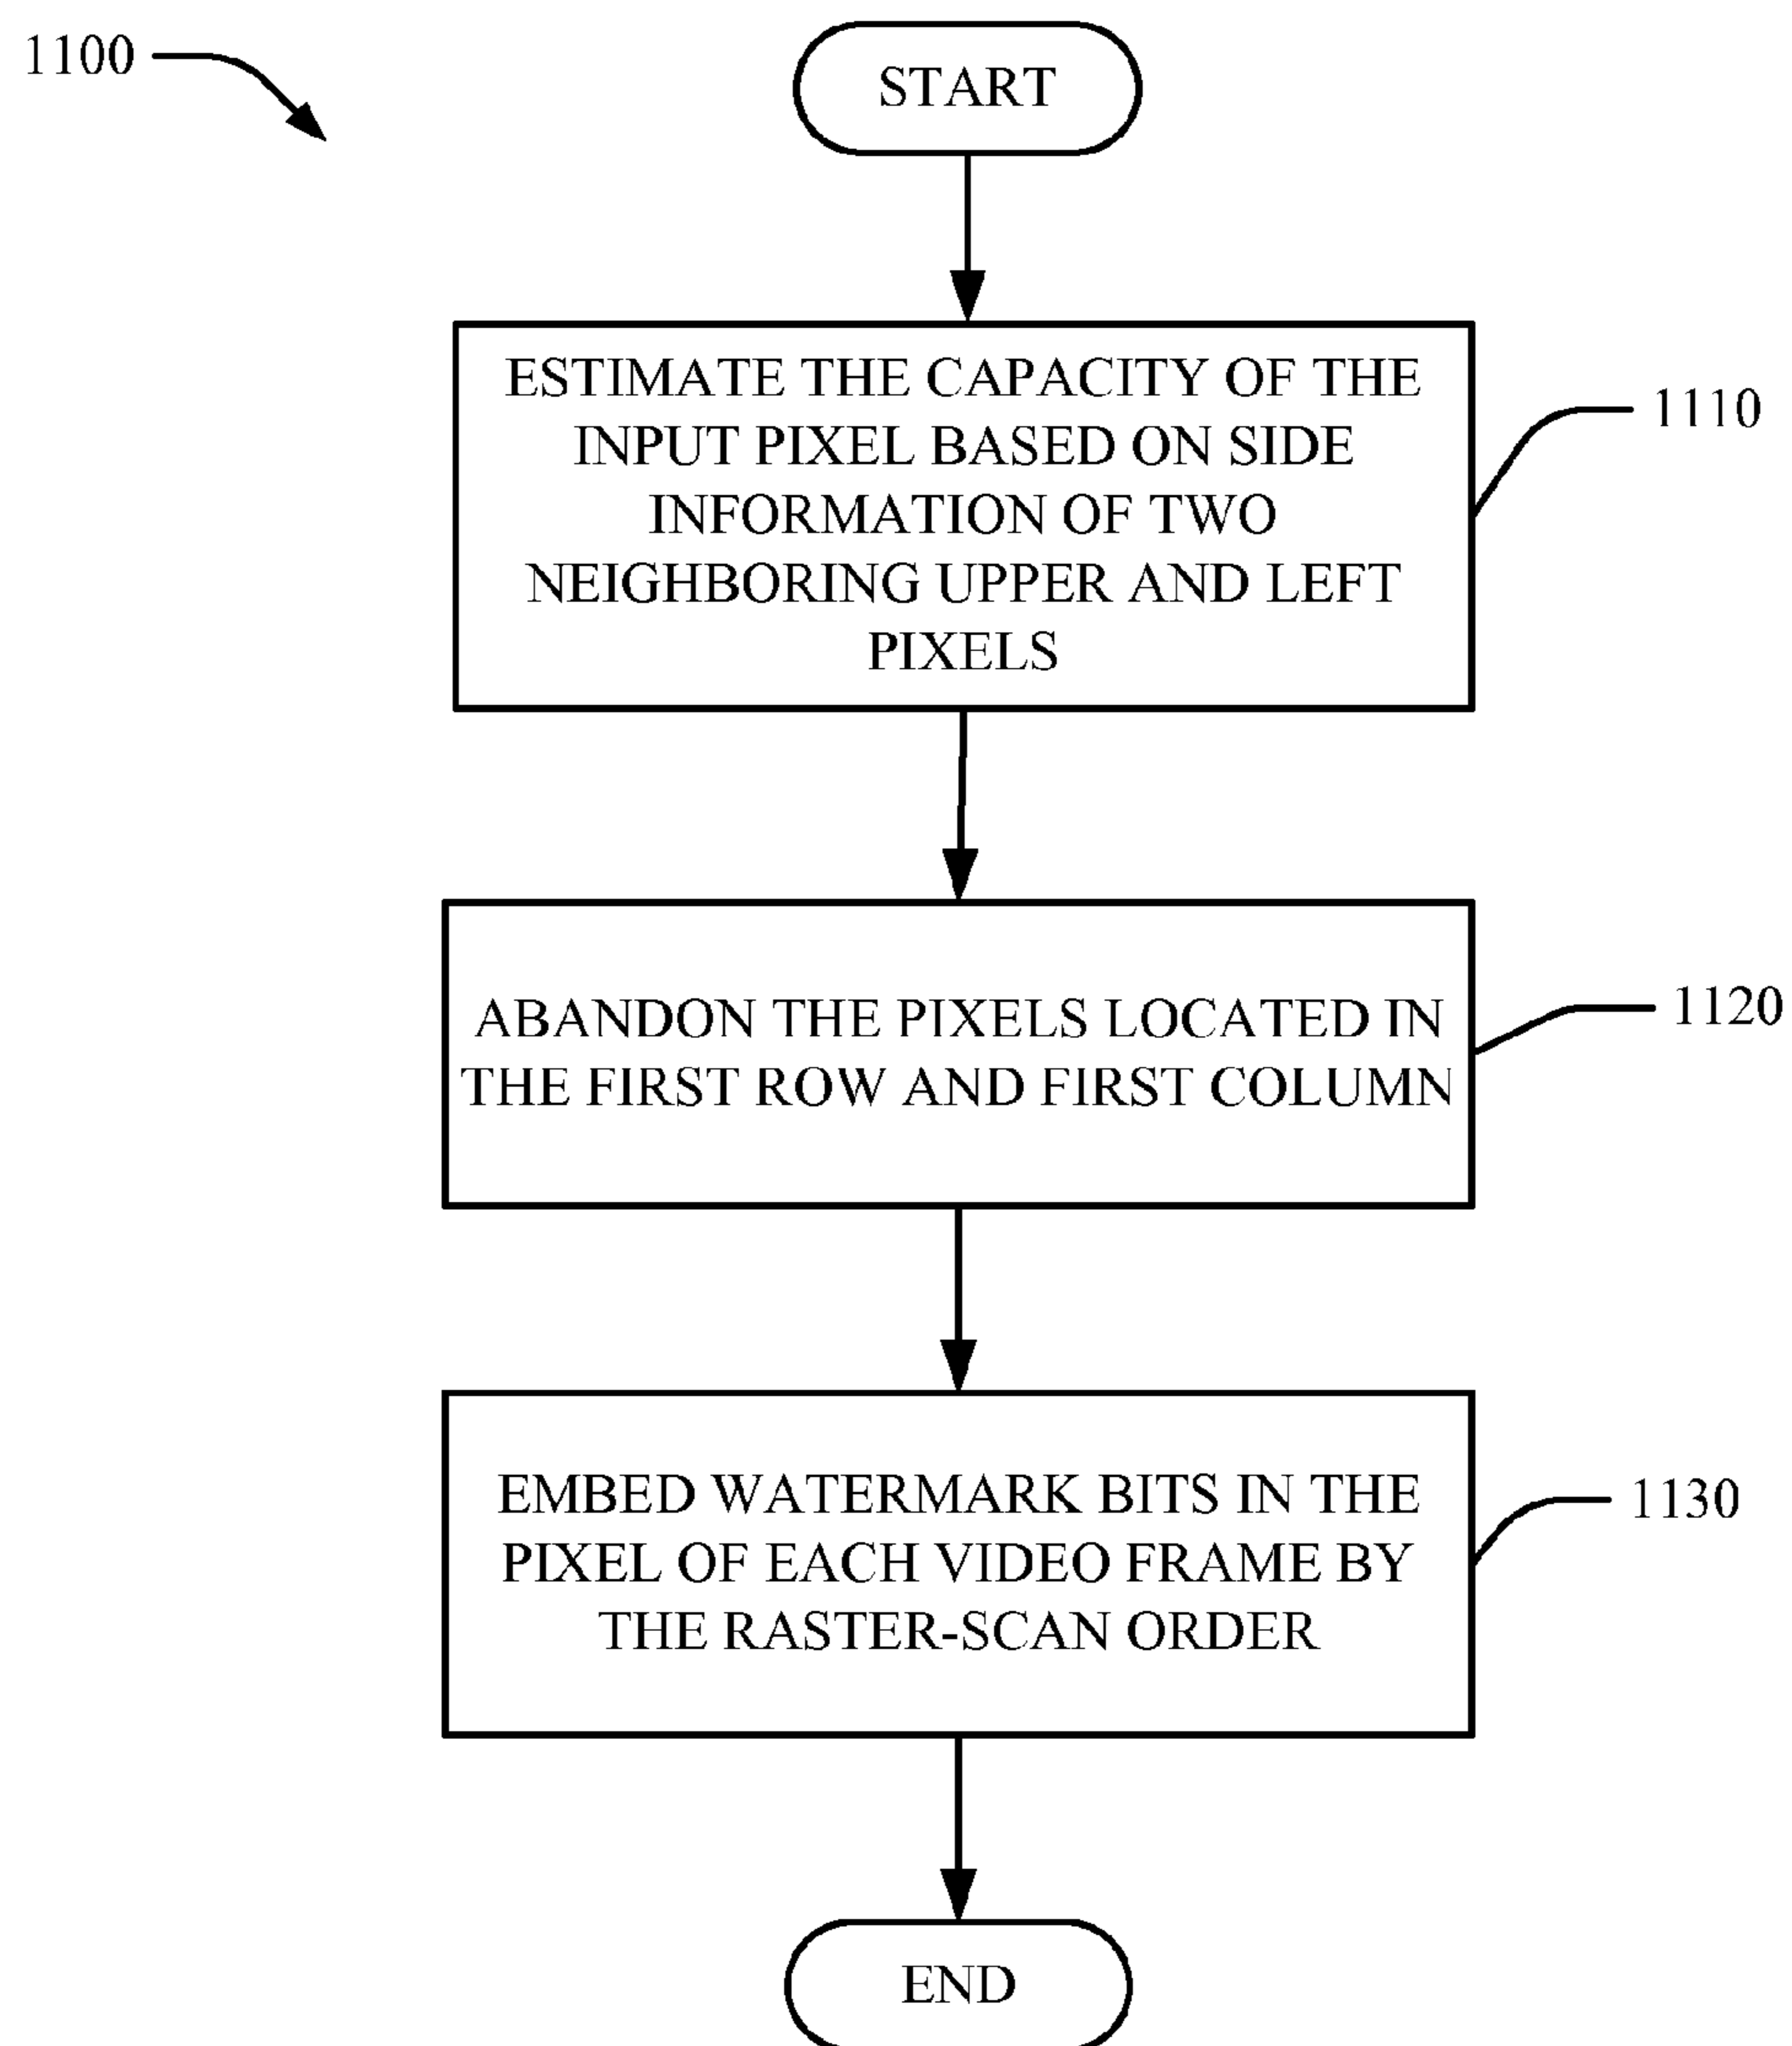 1100
START
ESTIMATE THE CAPACITY OF THE
INPUT PIXEL BASED ON SIDE
INFORMATION OF TWO
NEIGHBORING UPPER AND LEFT
PIXELS
1110
ABANDON THE PIXELS LOCATED IN
THE FIRST ROW AND FIRST COLUMN
1120
EMBED WATERMARK BITS IN THE
PIXEL OF EACH VIDEO FRAME BY
THE RASTER-SCAN ORDER
1130
END